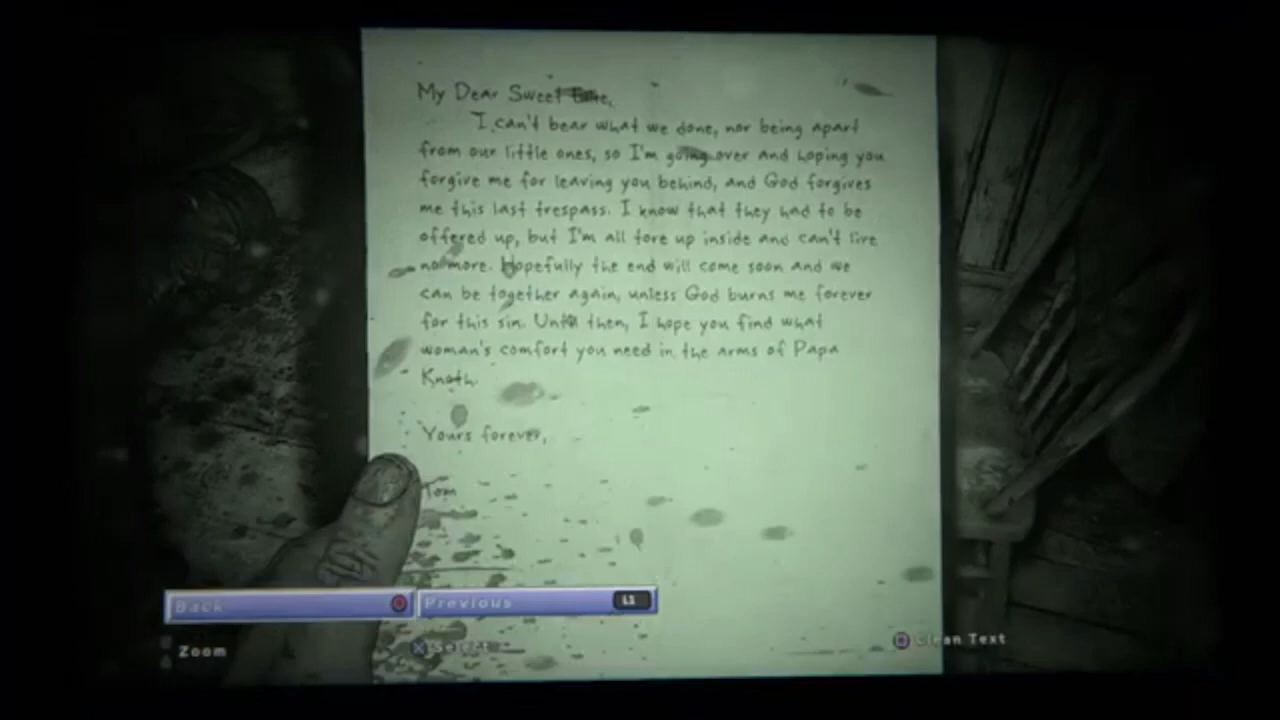 My Dear Sweet
I can't bear what we done, nor being apart
from our little ones, so I'm going over and hoping you
forgive me for leaving you behind, and God forgives
me this last trespass. I know that they had to be
offered up, but I'm all tore up inside and can't live
no more. Hopefully the end will come soon and we
can be together again, unless God burns me forever
for this sin. Until then, I hope you find what
woman's comfort you need in the arms of Papa
Knoth.
Yours forever,
Tom
Back Previous L1
Zoom Select Clean Text